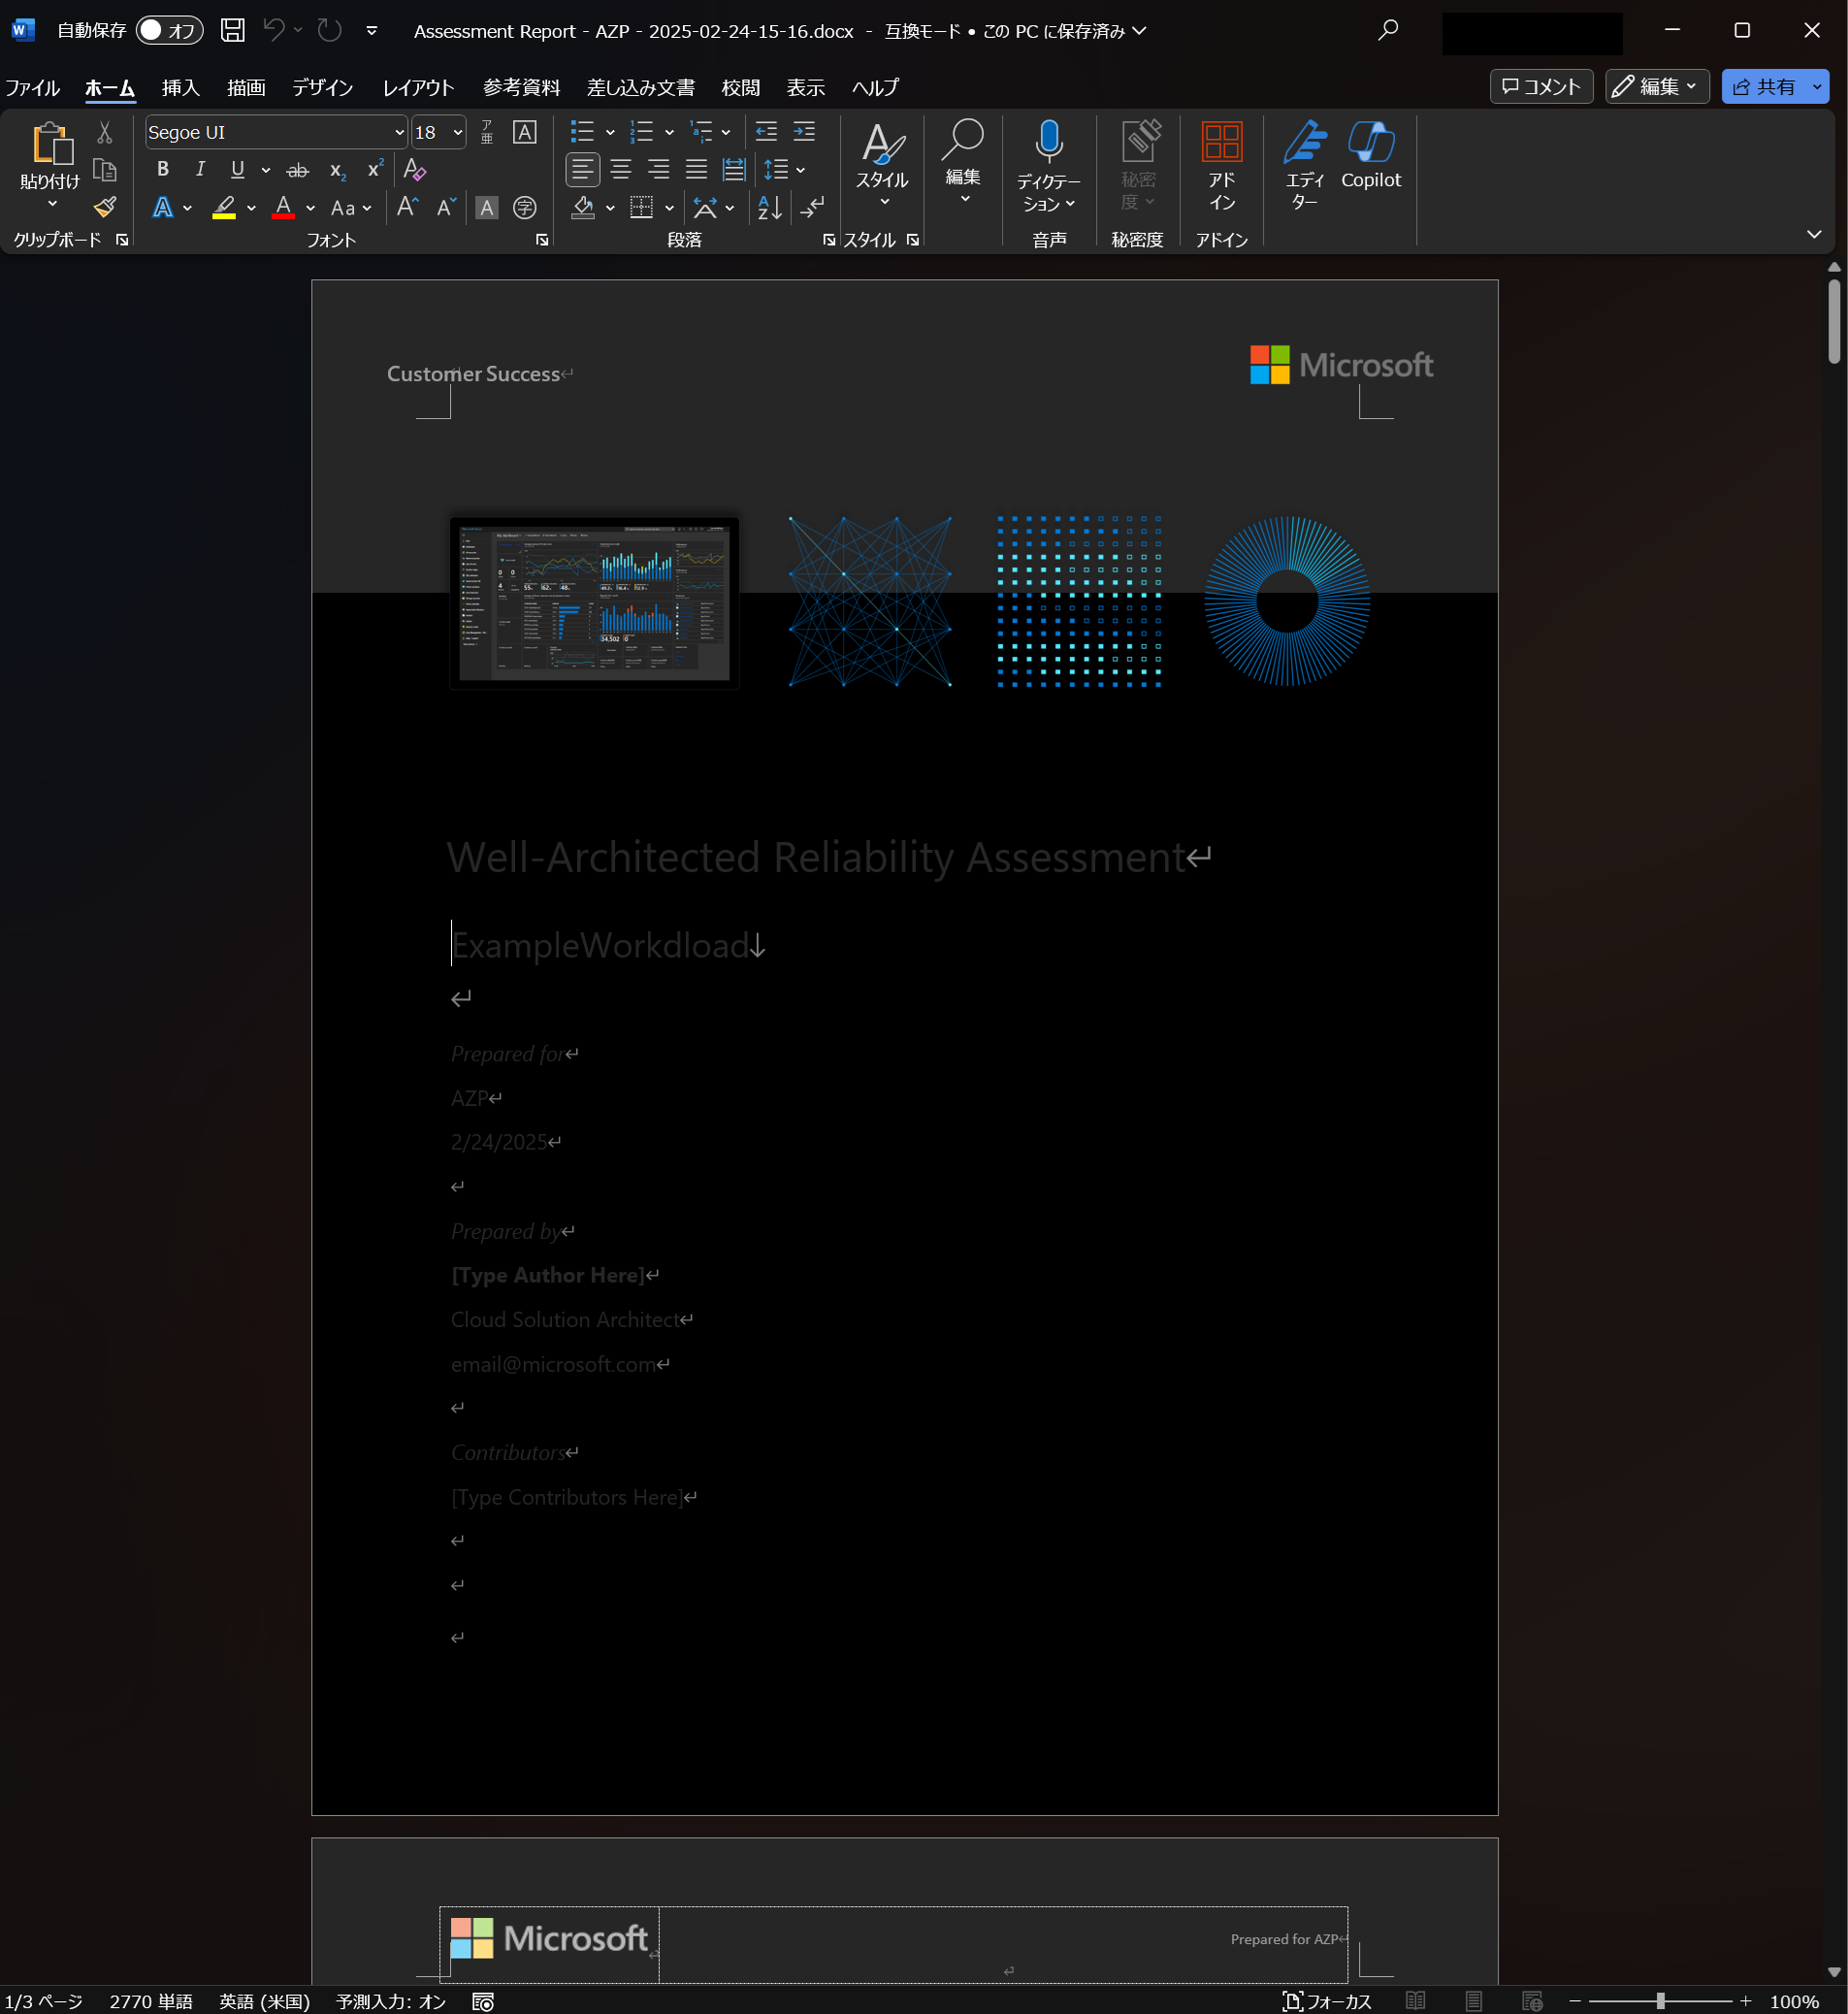 自動保存 オフ Assessment Report - AZP - 2025-02-24-15-16.docx - 互換モード • この PC に保存済み
ファイル ホーム 挿入 描画 デザイン レイアウト 参考資料 差し込み文書 校閲 表示 ヘルプ コメント 編集 共有
貼り付け
Segoe UI 18
スタイル 編集 ディクテーション 秘密度 アドイン エディター Copilot
クリップボード フォント 段落 スタイル 音声 秘密度 アドイン
Customer Success
Microsoft
Well-Architected Reliability Assessment
ExampleWorkdload
Prepared for
AZP
2/24/2025
Prepared by
[Type Author Here]
Cloud Solution Architect
email@microsoft.com
Contributors
[Type Contributors Here]
Microsoft
Prepared for AZP
1/3 ページ 2770 単語 英語 (米国) 予測入力: オン フォーカス 100%